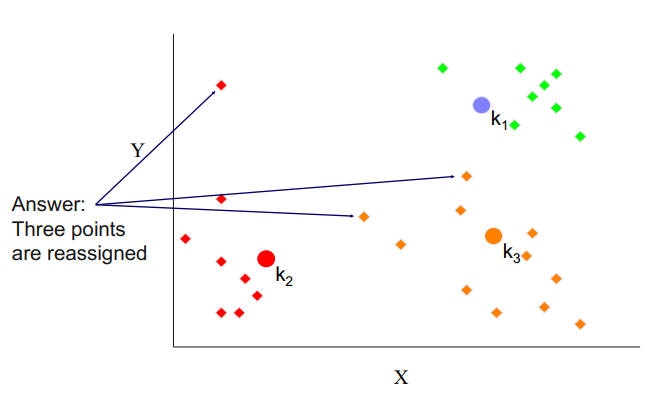 k1
Y
Answer:
Three points
are reassigned
k3
k2
X